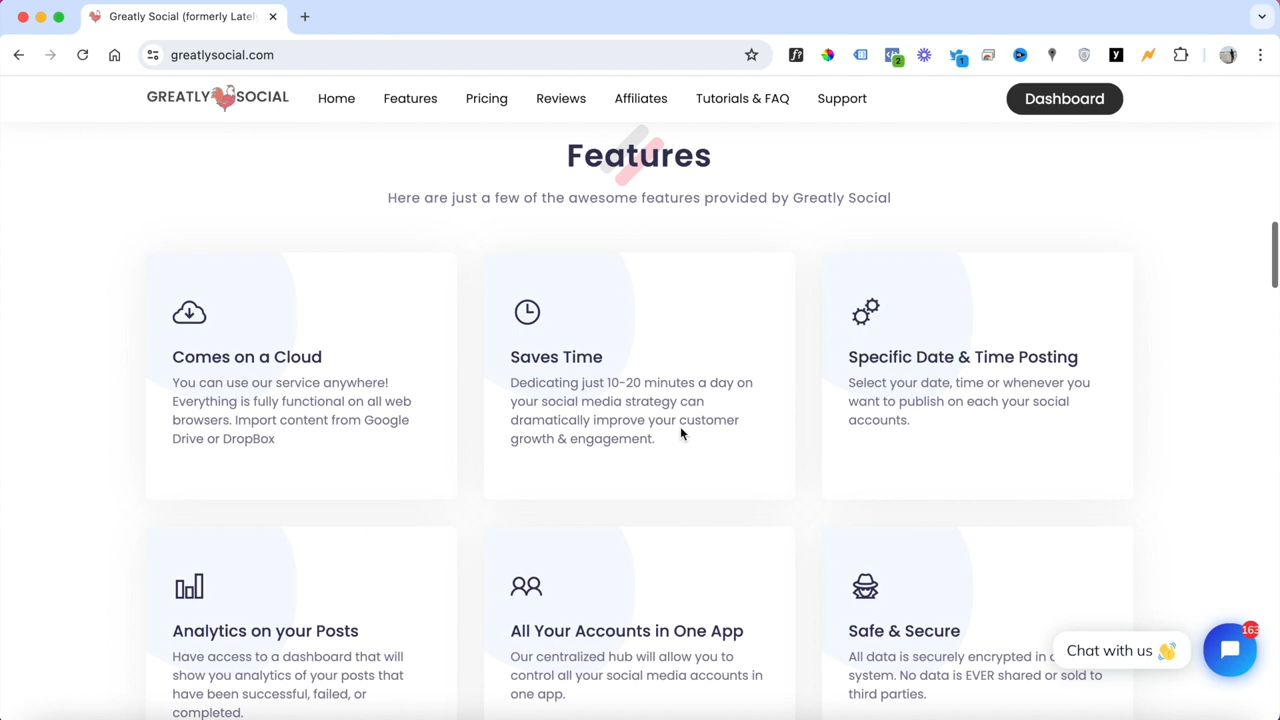 Greatly Social (formerly Late
greatlysocial.com
2
1
GREATLY SOCIAL
Home
Features
Pricing
Reviews
Affiliates
Tutorials & FAQ
Support
Dashboard
Features
Here are just a few of the awesome features provided by Greatly Social
Comes on a Cloud
You can use our service anywhere!
Everything is fully functional on all web
browsers. Import content from Google
Drive or DropBox
Saves Time
Dedicating just 10-20 minutes a day on
your social media strategy can
dramatically improve your customer
growth & engagement.
Specific Date & Time Posting
Select your date, time or whenever you
want to publish on each your social
accounts.
Analytics on your Posts
Have access to a dashboard that will
show you analytics of your posts that
have been successful, failed, or
completed.
All Your Accounts in One App
Our centralized hub will allow you to
control all your social media accounts in
one app.
Safe & Secure
All data is securely encrypted in
system. No data is EVER shared or sold to
third parties.
Chat with us 👋
163